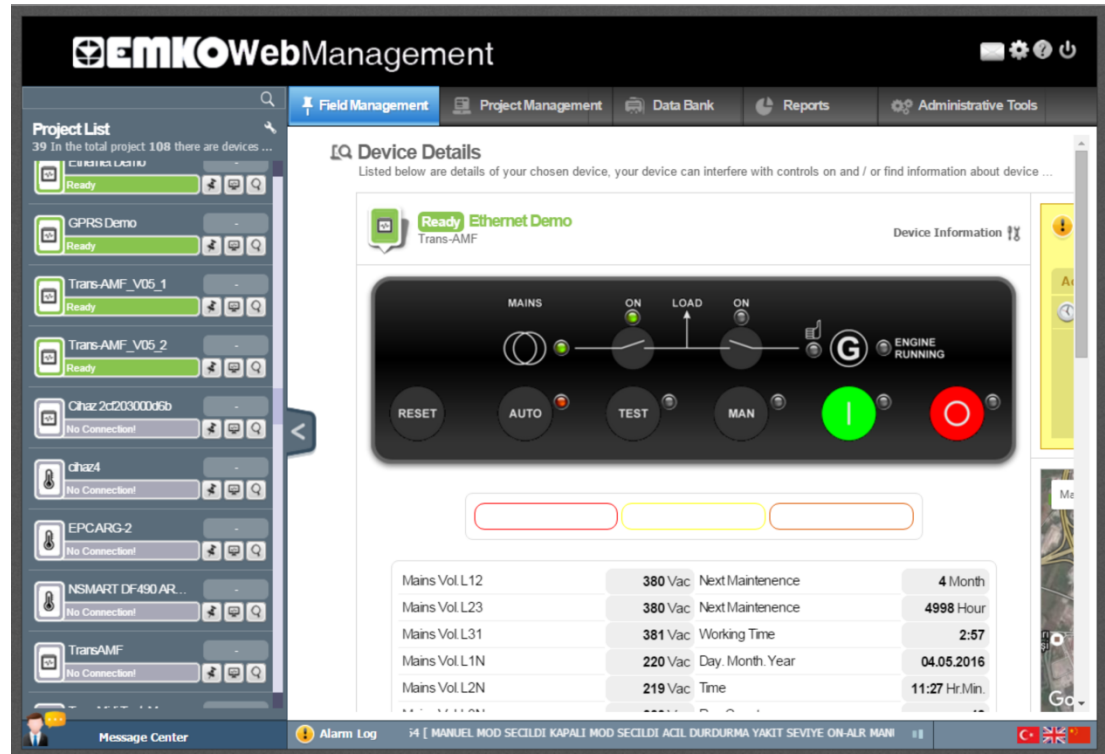 EMKOWebManagement
Field Management
Project Management
Data Bank
Reports
Administrative Tools
Project List
39 In the total project 108 there are devices ...
Ethernet Demo
Ready
GPRS Demo
Ready
Trans-AMF_V05_1
Ready
Trans-AMF_V05_2
Ready
Cihaz 2cf203000d6b
No Connection!
cihaz4
No Connection!
EPCARG-2
No Connection!
NSMART DF490 AR...
No Connection!
TransAMF
No Connection!
Message Center
Device Details
Listed below are details of your chosen device, your device can interfere with controls on and / or find information about device ...
Ready Ethernet Demo
Trans-AMF
Device Information
MAINS
ON LOAD ON
G
ENGINE
RUNNING
RESET
AUTO
TEST
MAN
Mains Vol.L12 380 Vac Next Maintenence 4 Month
Mains Vol.L23 380 Vac Next Maintenence 4998 Hour
Mains Vol.L31 381 Vac Working Time 2:57
Mains Vol.L1N 220 Vac Day. Month. Year 04.05.2016
Mains Vol.L2N 219 Vac Time 11:27 Hr.Min.
Alarm Log
[ MANUEL MOD SECILDI KAPALI MOD SECILDI ACIL DURDURMA YAKIT SEVIYE ON-ALR